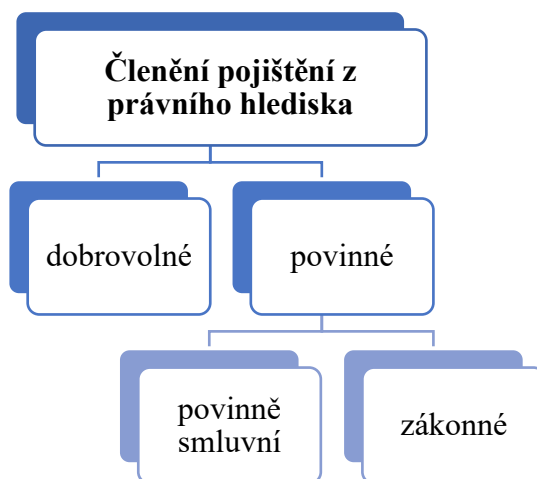 Členění pojištění z
právního hlediska
dobrovolné
povinné
povinně
smluvní
zákonné